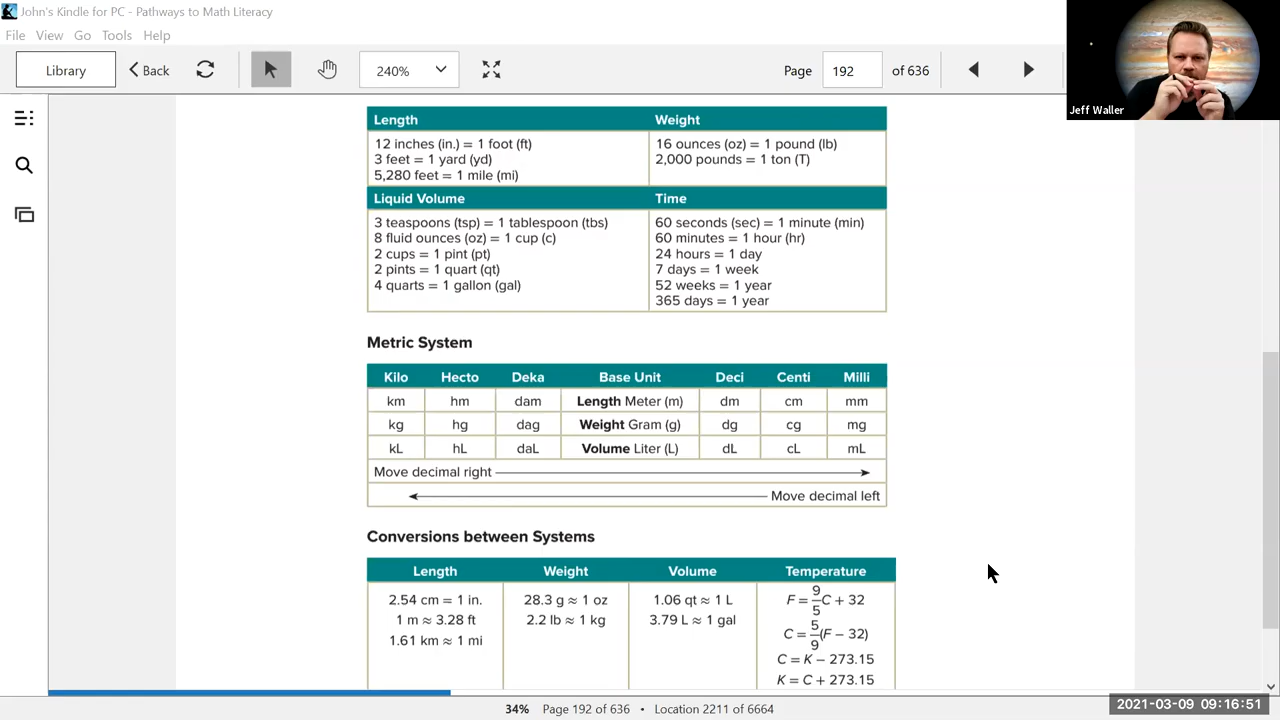 John's Kindle for PC - Pathways to Math Literacy
File View Go Tools Help
Library Back 240% Page 192 of 636
Jeff Waller
Length Weight
12 inches (in.) = 1 foot (ft) 16 ounces (oz) = 1 pound (lb)
3 feet = 1 yard (yd) 2,000 pounds = 1 ton (T)
5,280 feet = 1 mile (mi)
Liquid Volume Time
3 teaspoons (tsp) = 1 tablespoon (tbs) 60 seconds (sec) = 1 minute (min)
8 fluid ounces (oz) = 1 cup (c) 60 minutes = 1 hour (hr)
2 cups = 1 pint (pt) 24 hours = 1 day
2 pints = 1 quart (qt) 7 days = 1 week
4 quarts = 1 gallon (gal) 52 weeks = 1 year
365 days = 1 year
Metric System
Kilo Hecto Deka Base Unit Deci Centi Milli
km hm dam Length Meter (m) dm cm mm
kg hg dag Weight Gram (g) dg cg mg
kL hL daL Volume Liter (L) dL cL mL
Move decimal right
Move decimal left
Conversions between Systems
Length Weight Volume Temperature
2.54 cm = 1 in. 28.3 g ≈ 1 oz 1.06 qt ≈ 1 L F = 9/5 C + 32
1 m ≈ 3.28 ft 2.2 lb ≈ 1 kg 3.79 L ≈ 1 gal C = 5/9 (F − 32)
1.61 km ≈ 1 mi C = K − 273.15
K = C + 273.15
34% Page 192 of 636 • Location 2211 of 6664
2021-03-09 09:16:51